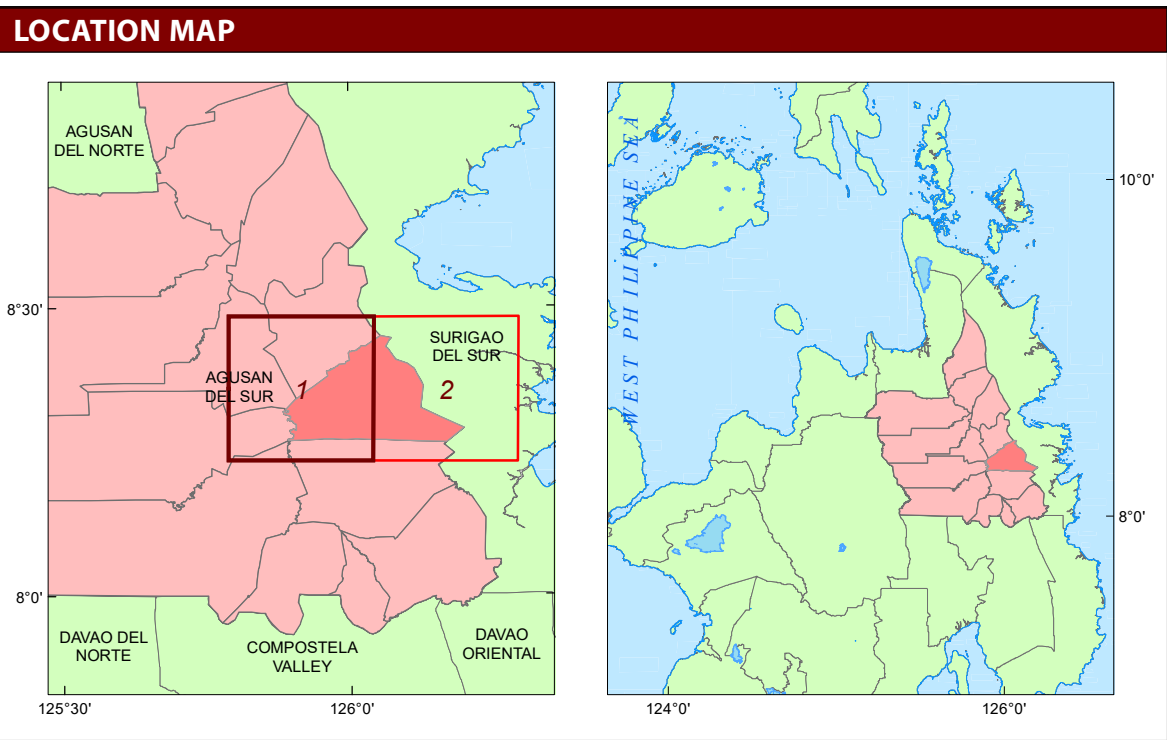 LOCATION MAP
AGUSAN
DEL NORTE
8°30'
SURIGAO
DEL SUR
AGUSAN
DEL SUR
1
2
8°0'
DAVAO DEL
NORTE
COMPOSTELA
VALLEY
DAVAO
ORIENTAL
125°30'
126°0'
WEST PHILIPPINE SEA
10°0'
8°0'
124°0'
126°0'